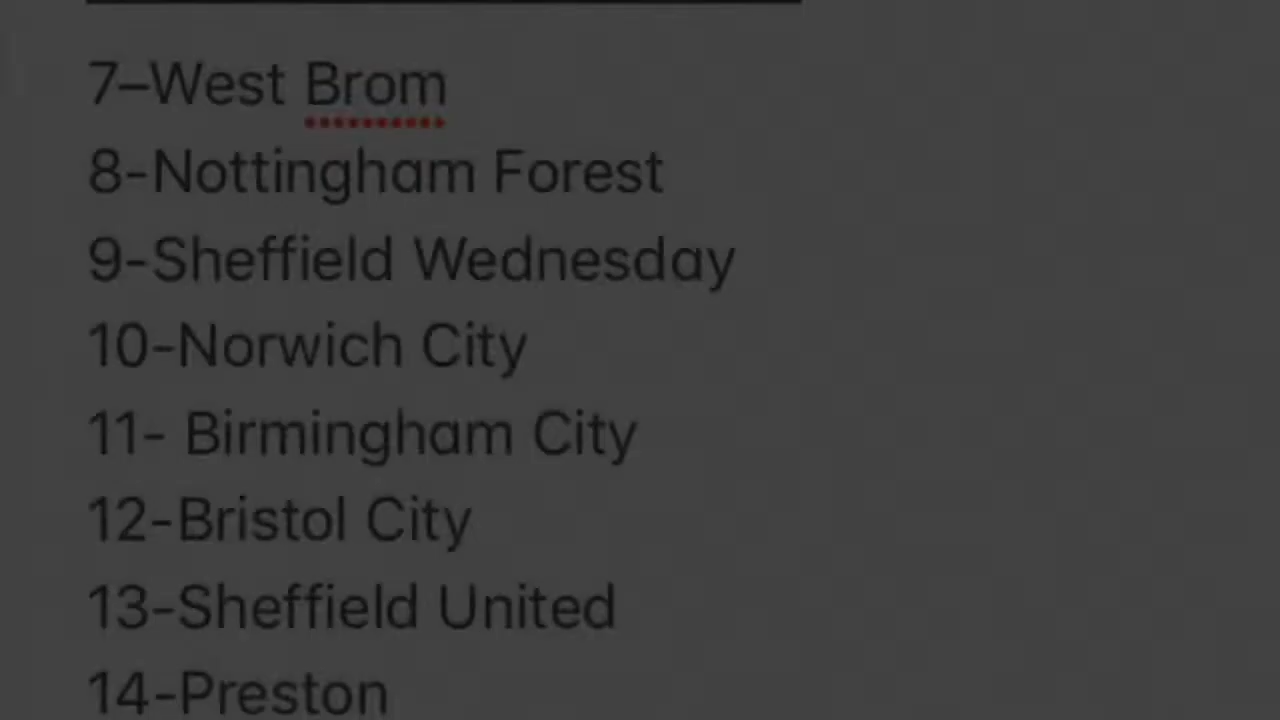 7–West Brom
8-Nottingham Forest
9-Sheffield Wednesday
10-Norwich City
11- Birmingham City
12-Bristol City
13-Sheffield United
14-Preston